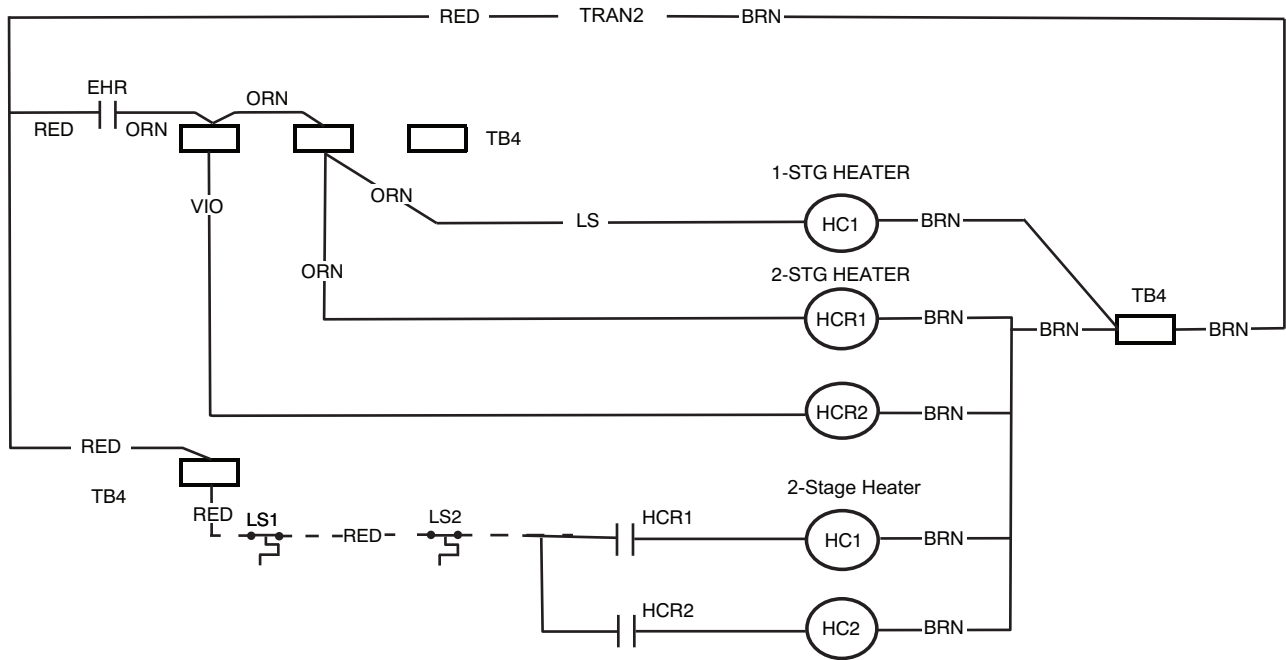 RED TRAN2 BRN
EHR
ORN
RED ORN
TB4
1-STG HEATER
ORN
VIO
LS HC1 BRN
ORN
2-STG HEATER
TB4
HCR1 BRN BRN BRN
HCR2 BRN
RED
2-Stage Heater
TB4
RED LS1 RED LS2 HCR1
HC1 BRN
HCR2
HC2 BRN